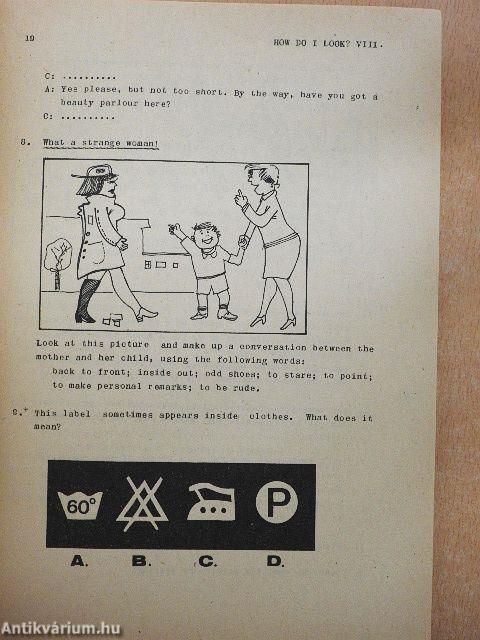 19
HOW DO I LOOK? VIII.
C: ..........
A: Yes please, but not too short. By the way, have you got a
beauty parlour here?
C: ..........
8. What a strange woman!
Look at this picture and make up a conversation between the
mother and her child, using the following words:
back to front; inside out; odd shoes; to stare; to point;
to make personal remarks; to be rude.
9.+ This label sometimes appears inside clothes. What does it
mean?
60°
P
A. B. C. D.
Antikvárium.hu